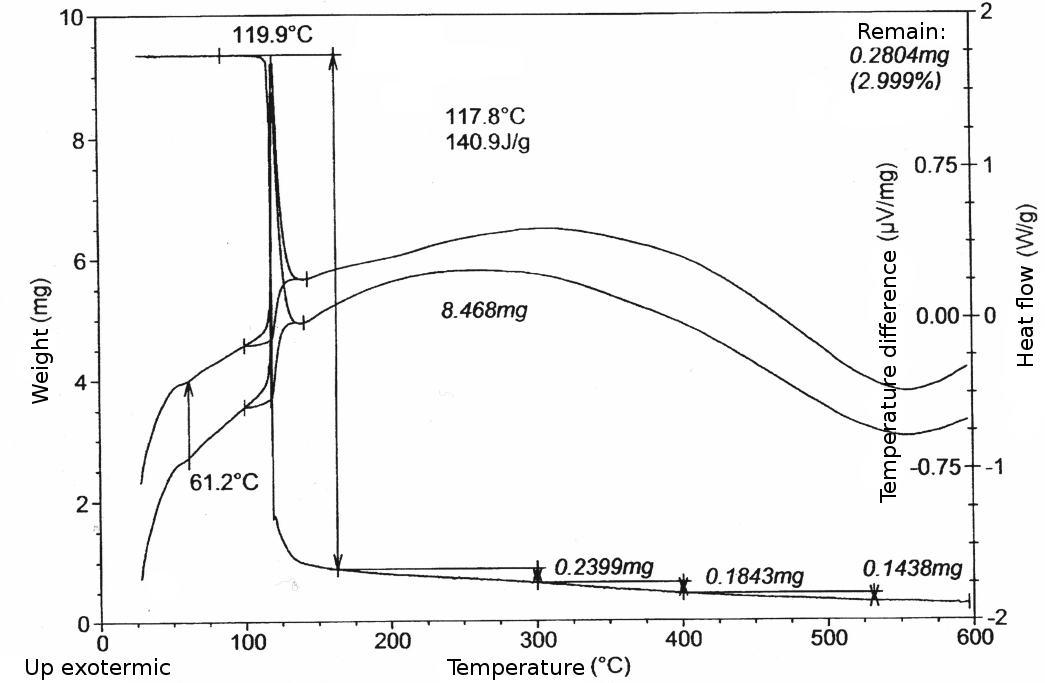 10
2
119.9°C
Remain:
0.2804mg
(2.999%)
117.8°C
140.9J/g
8
0.75
1
6
Weight (mg)
8.468mg
Temperature difference (µV/mg)
0.00
0
Heat flow (W/g)
4
61.2°C
-0.75
-1
2
0.2399mg
0.1843mg
0.1438mg
0
-2
0
100
200
300
400
500
600
Up exotermic
Temperature (°C)